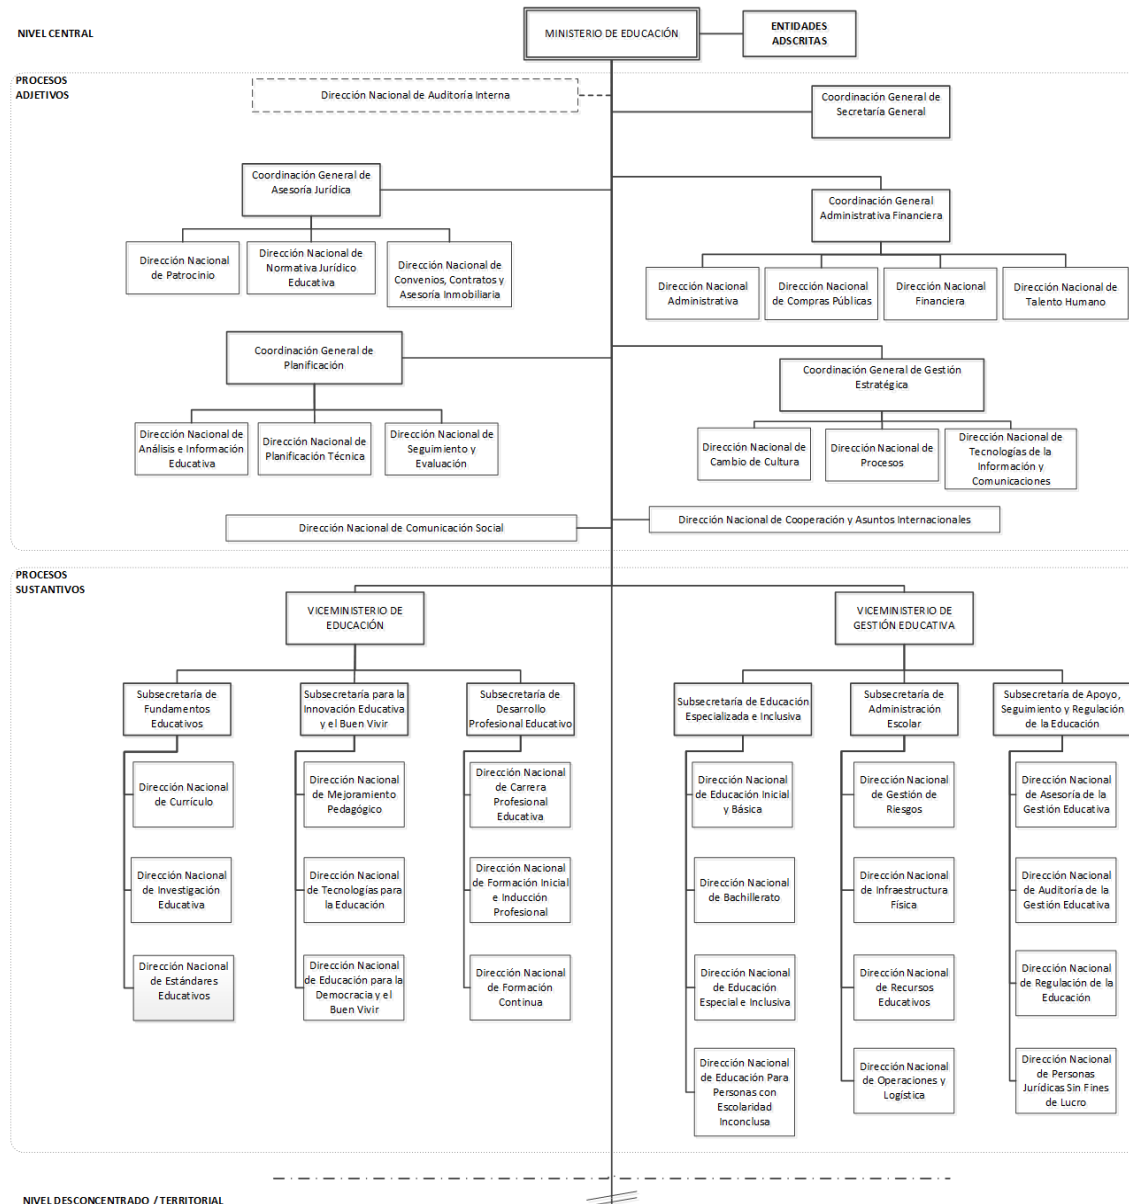 NIVEL CENTRAL
MINISTERIO DE EDUCACIÓN
ENTIDADES
ADSCRITAS
PROCESOS
ADJETIVOS
Dirección Nacional de Auditoría Interna
Coordinación General de
Secretaría General
Coordinación General de
Asesoría Jurídica
Coordinación General
Administrativa Financiera
Dirección Nacional
de Patrocinio
Dirección Nacional de
Normativa Jurídico
Educativa
Dirección Nacional de
Convenios, Contratos y
Asesoría Inmobiliaria
Dirección Nacional
Administrativa
Dirección Nacional
de Compras Públicas
Dirección Nacional
Financiera
Dirección Nacional de
Talento Humano
Coordinación General de
Planificación
Coordinación General de Gestión
Estratégica
Dirección Nacional de
Análisis e Información
Educativa
Dirección Nacional de
Planificación Técnica
Dirección Nacional de
Seguimiento y
Evaluación
Dirección Nacional de
Cambio de Cultura
Dirección Nacional de
Procesos
Dirección Nacional de
Tecnologías de la
Información y
Comunicaciones
Dirección Nacional de Comunicación Social
Dirección Nacional de Cooperación y Asuntos Internacionales
PROCESOS
SUSTANTIVOS
VICEMINISTERIO DE
EDUCACIÓN
VICEMINISTERIO DE
GESTIÓN EDUCATIVA
Subsecretaría de
Fundamentos
Educativos
Subsecretaría para la
Innovación Educativa
y el Buen Vivir
Subsecretaría de
Desarrollo
Profesional Educativo
Subsecretaría de Educación
Especializada e Inclusiva
Subsecretaría de
Administración
Escolar
Subsecretaría de Apoyo,
Seguimiento y Regulación
de la Educación
Dirección Nacional
de Currículo
Dirección Nacional
de Mejoramiento
Pedagógico
Dirección Nacional
de Carrera
Profesional
Educativa
Dirección Nacional
de Educación Inicial
y Básica
Dirección Nacional
de Gestión de
Riesgos
Dirección Nacional
de Asesoría de la
Gestión Educativa
Dirección Nacional
de Investigación
Educativa
Dirección Nacional
de Tecnologías para
la Educación
Dirección Nacional
de Formación Inicial
e Inducción
Profesional
Dirección Nacional
de Bachillerato
Dirección Nacional
de Infraestructura
Física
Dirección Nacional
de Auditoría de la
Gestión Educativa
Dirección Nacional
de Estándares
Educativos
Dirección Nacional
de Educación para la
Democracia y el
Buen Vivir
Dirección Nacional
de Formación
Continua
Dirección Nacional
de Educación
Especial e Inclusiva
Dirección Nacional
de Recursos
Educativos
Dirección Nacional
de Regulación de la
Educación
Dirección Nacional
de Educación Para
Personas con
Escolaridad
Inconclusa
Dirección Nacional
de Operaciones y
Logística
Dirección Nacional
de Personas
Jurídicas Sin Fines
de Lucro
NIVEL DESCONCENTRADO / TERRITORIAL